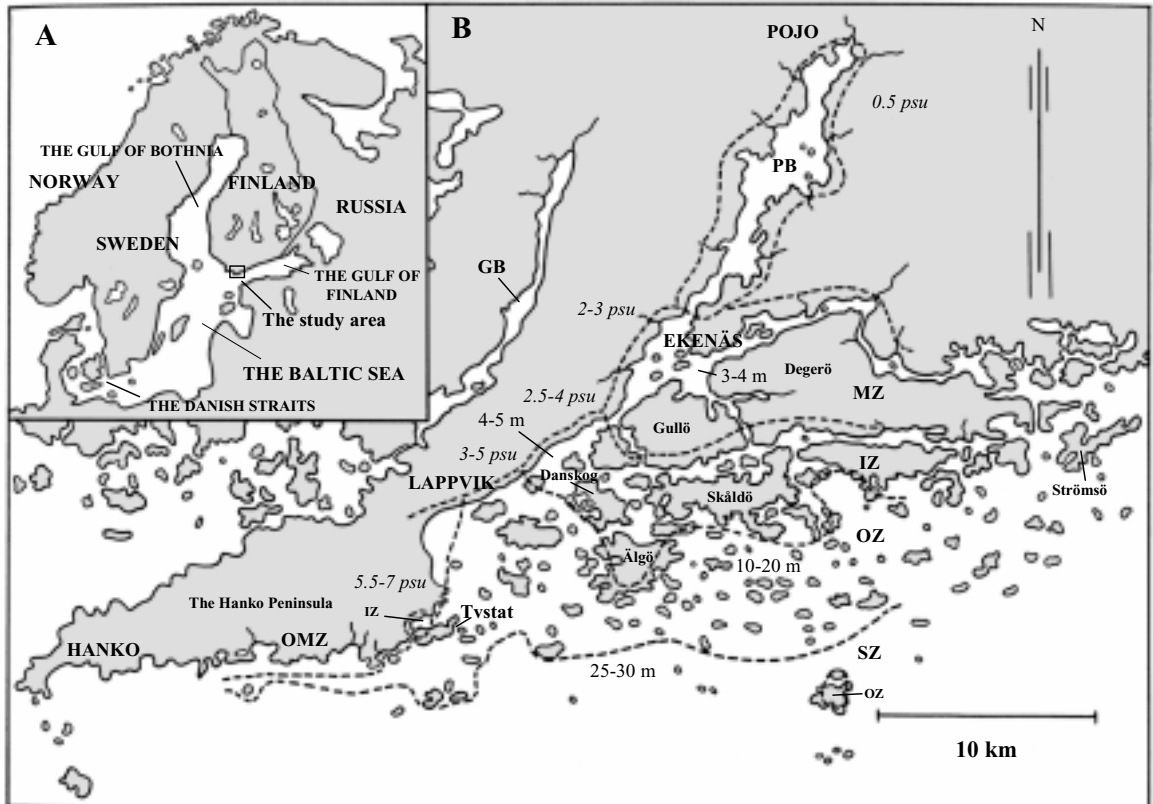 A
THE GULF OF BOTHNIA
NORWAY
FINLAND
RUSSIA
SWEDEN
THE GULF OF
FINLAND
The study area
THE BALTIC SEA
THE DANISH STRAITS
B
POJO
N
0.5 psu
PB
GB
2-3 psu
EKENÄS
3-4 m
Degerö
MZ
2.5-4 psu
4-5 m
Gullö
3-5 psu
IZ
LAPPVIK
Danskog
Skåldö
Strömsö
OZ
Älgö
10-20 m
5.5-7 psu
The Hanko Peninsula
IZ
Tvstat
HANKO
OMZ
SZ
25-30 m
OZ
10 km